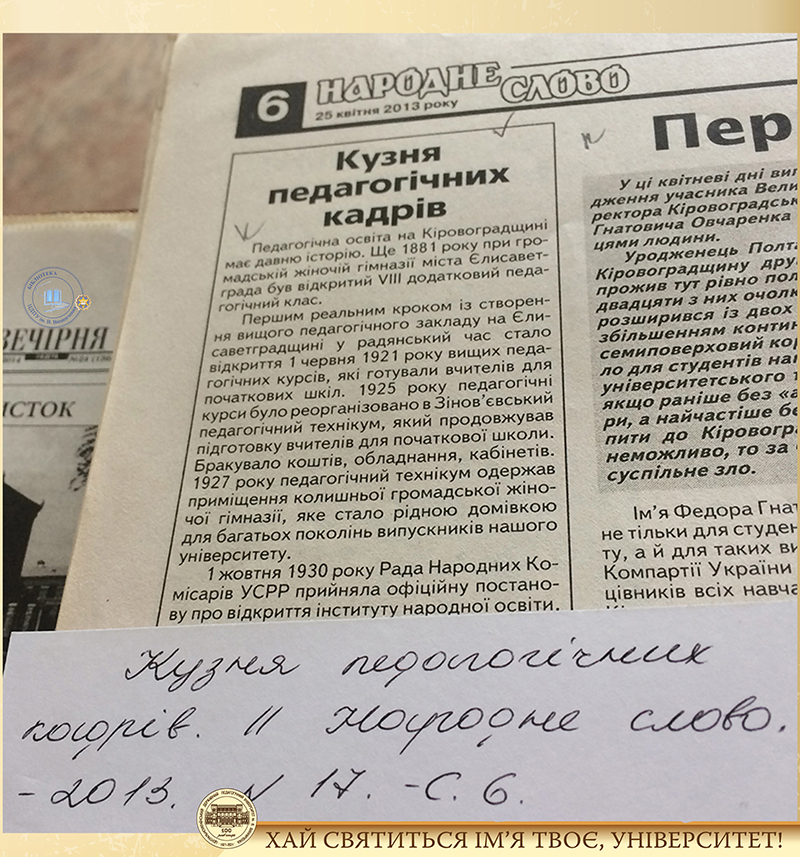 6 НАРОДНЕ СЛОВО
25 квітня 2013 року
Кузня
педагогічних
кадрів
Педагогічна освіта на Кіровоградщині
має давню історію. Ще 1881 року при гро-
мадській жіночій гімназії міста Єлисавет-
града був відкритий VIII додатковий педа-
гогічний клас.
Першим реальним кроком із створен-
ня вищого педагогічного закладу на Єли-
саветградщині у радянський час стало
відкриття 1 червня 1921 року вищих педа-
гогічних курсів, які готували вчителів для
початкових шкіл. 1925 року педагогічні
курси було реорганізовано в Зінов’євський
педагогічний технікум, який продовжував
підготовку вчителів для початкової школи.
Бракувало коштів, обладнання, кабінетів.
1927 року педагогічний технікум одержав
приміщення колишньої громадської жіно-
чої гімназії, яке стало рідною домівкою
для багатьох поколінь випускників нашого
університету.
1 жовтня 1930 року Рада Народних Ко-
місарів УСРР прийняла офіційну постано-
ву про відкриття інституту народної освіти.
Пер
У ці квітневі дні вип
дження учасника Вели
ректора Кіровоградськ
Гнатовича Овчаренка
цями людини.
Уродженець Полта
Кіровоградщину дру
прожив тут рівно пол
двадцяти з них очолю
розширився із двох
збільшенням контин
семиповерховий кор
ло для студентів на
університетського т
якщо раніше без «а
ри, а найчастіше бе
пити до Кіровогра
неможливо, то за
суспільне зло.
Ім’я Федора Гнат
не тільки для студен
ту, а й для таких ви
Компартії України
цівників всіх навча
БІБЛІОТЕКА
ВЕЧІРНЯ
ИСТОК
Кузня педагогічних
кадрів. // Народне слово.
- 2013. N 17. - С. 6.
100
ХАЙ СВЯТИТЬСЯ ІМ’Я ТВОЄ, УНІВЕРСИТЕТ!